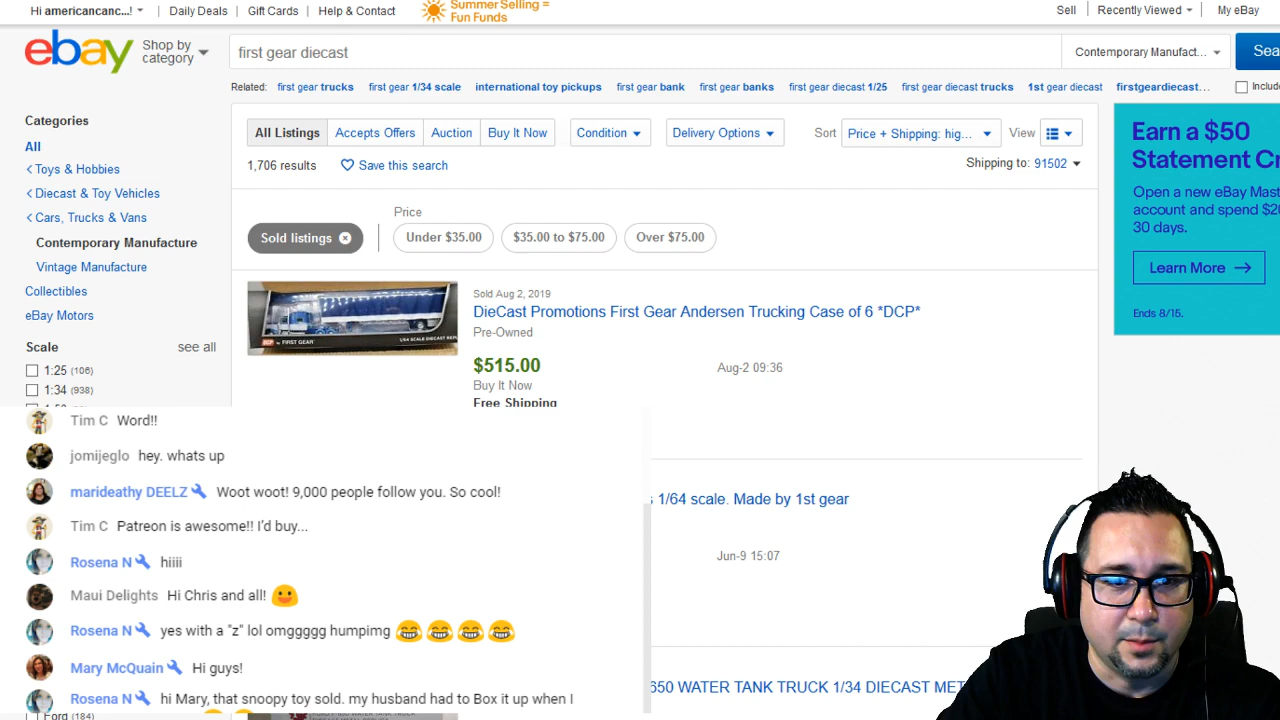 Hi americancanc...!
Daily Deals
Gift Cards
Help & Contact
Summer Selling =
Fun Funds
Sell
Recently Viewed
My eBay
ebay
Shop by
category
first gear diecast
Contemporary Manufact...
Sea
Related: first gear trucks first gear 1/34 scale international toy pickups first gear bank first gear banks first gear diecast 1/25 first gear diecast trucks 1st gear diecast firstgeardiecast...
Include
Categories
All
Toys & Hobbies
Diecast & Toy Vehicles
Cars, Trucks & Vans
Contemporary Manufacture
Vintage Manufacture
Collectibles
eBay Motors
Scale see all
1:25 (106)
1:34 (938)
All Listings Accepts Offers Auction Buy It Now Condition Delivery Options Sort Price + Shipping: hig... View
1,706 results Save this search Shipping to: 91502
Price
Sold listings Under $35.00 $35.00 to $75.00 Over $75.00
Sold Aug 2, 2019
DieCast Promotions First Gear Andersen Trucking Case of 6 *DCP*
Pre-Owned
$515.00
Aug-2 09:36
Buy It Now
Free Shipping
DCP by FIRST GEAR
1/64 SCALE DIECAST REP
1/64 scale. Made by 1st gear
Jun-9 15:07
650 WATER TANK TRUCK 1/34 DIECAST MET
Earn a $50
Statement Cr
Open a new eBay Mas
account and spend $2
30 days.
Learn More
Ends 8/15.
Tim C Word!!
jomijeglo hey. whats up
marideathy DEELZ Woot woot! 9,000 people follow you. So cool!
Tim C Patreon is awesome!! I'd buy...
Rosena N hiiii
Maui Delights Hi Chris and all! 😛
Rosena N yes with a "z" lol omggggg humpimg 😂 😂 😂 😂
Mary McQuain Hi guys!
Rosena N hi Mary, that snoopy toy sold. my husband had to Box it up when I
Ford (184)